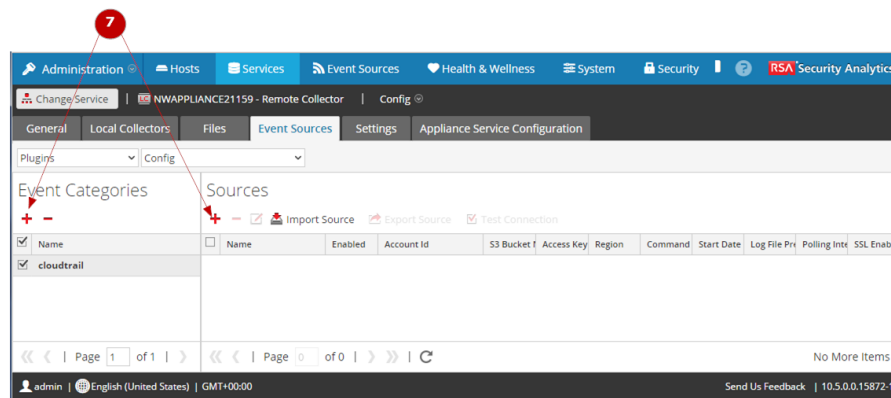 7
Administration Hosts Services Event Sources Health & Wellness System Security ? RSA Security Analytics
Change Service | NWAPPLIANCE21159 - Remote Collector | Config
General Local Collectors Files Event Sources Settings Appliance Service Configuration
Plugins Config
Event Categories Sources
Import Source Export Source Test Connection
Name Name Enabled Account Id S3 Bucket Access Key Region Command Start Date Log File Pre Polling Inte SSL Enab
cloudtrail
Page 1 of 1 Page 0 of 0 No More Items
admin | English (United States) | GMT+00:00 Send Us Feedback | 10.5.0.0.15872-1